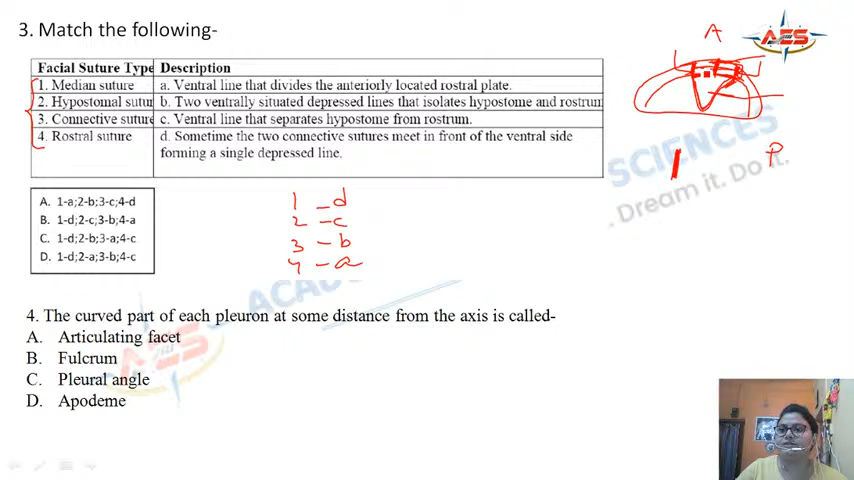 3. Match the following-
A
AES
Facial Suture Type Description
1. Median suture a. Ventral line that divides the anteriorly located rostral plate.
2. Hypostomal sutur b. Two ventrally situated depressed lines that isolates hypostome and rostrum
3. Connective suture c. Ventral line that separates hypostome from rostrum.
4. Rostral suture d. Sometime the two connective sutures meet in front of the ventral side
forming a single depressed line.
P
SCIENCES
. Dream it. Do it.
A. 1-a;2-b;3-c;4-d
B. 1-d;2-c;3-b;4-a
C. 1-d;2-b;3-a;4-c
D. 1-d;2-a;3-b;4-c
1 - d
2 - c
3 - b
4 - a
4. The curved part of each pleuron at some distance from the axis is called-
A. Articulating facet
B. Fulcrum
C. Pleural angle
D. Apodeme
AES